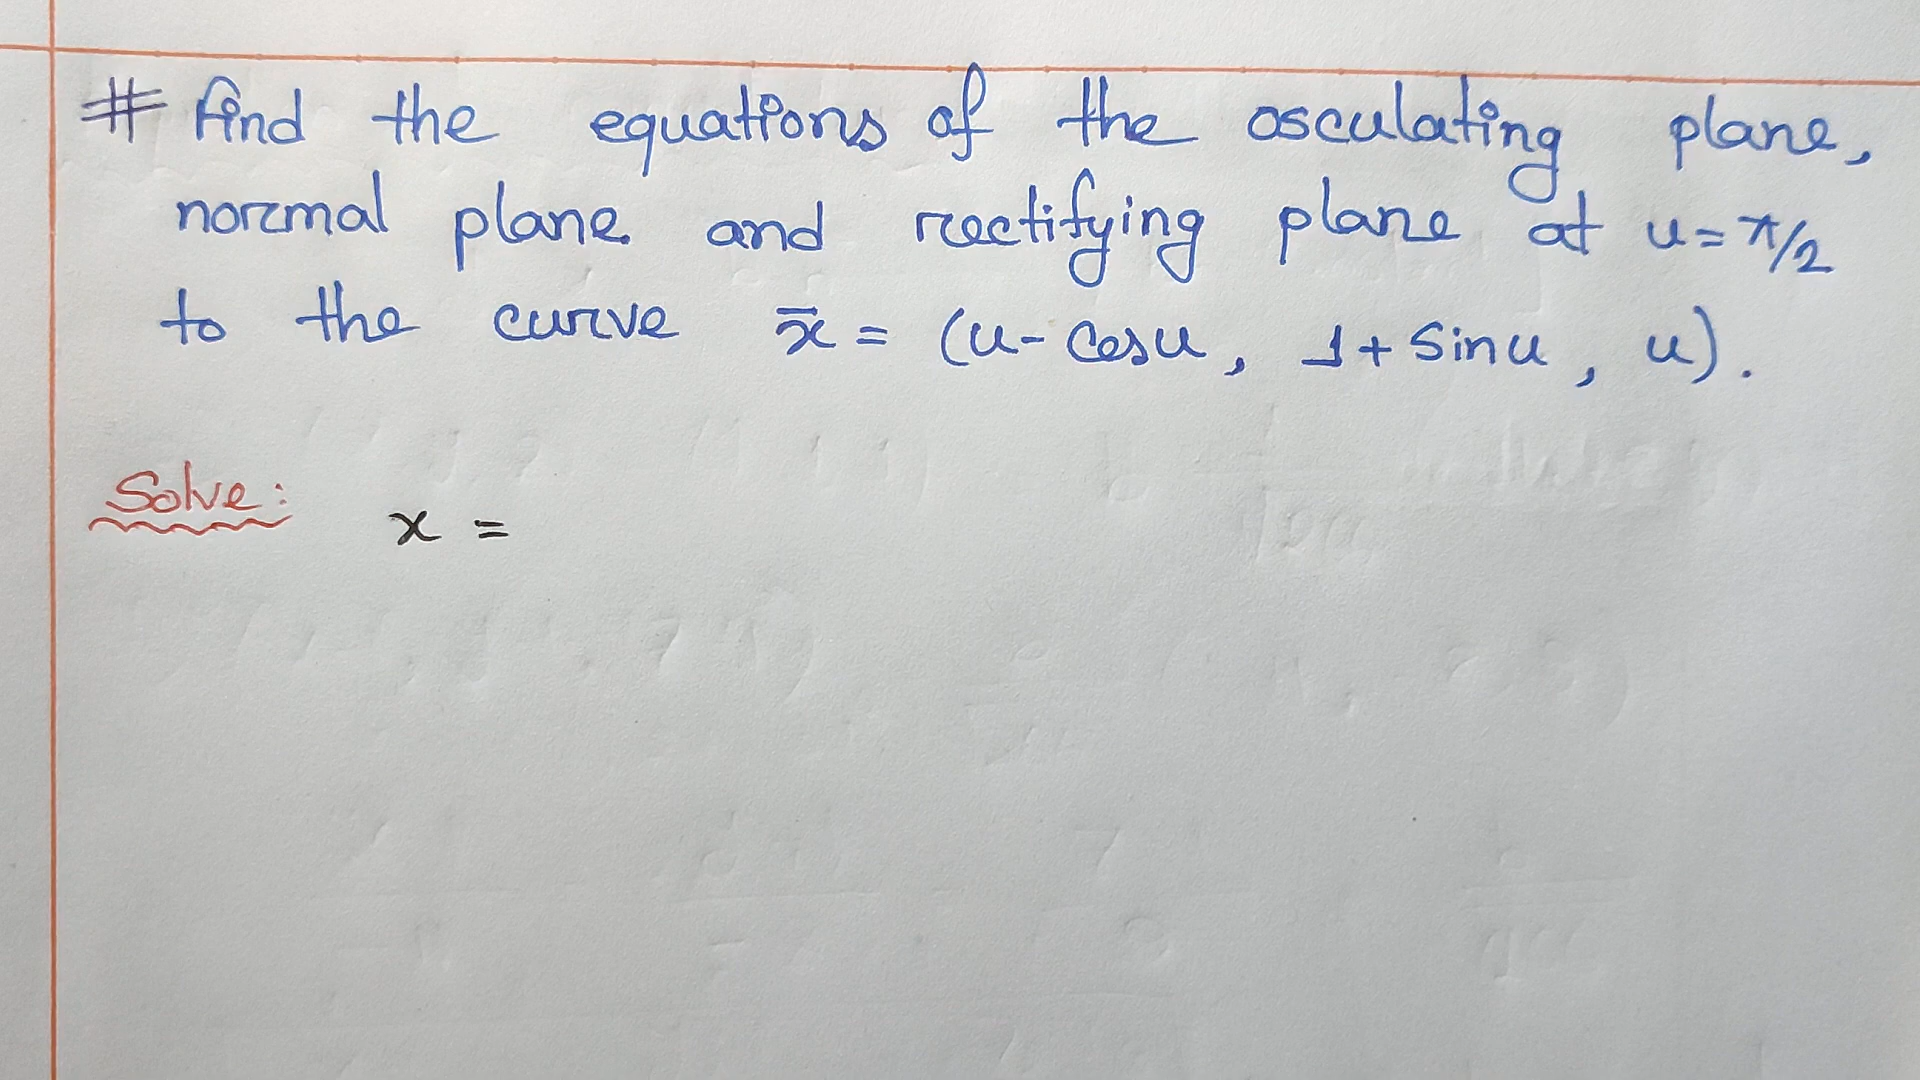 # find the equations of the osculating plane,
normal plane and rectifying plane at u = π/2
to the curve x̄ = (u - cosu, 1 + sinu, u).
Solve: x =